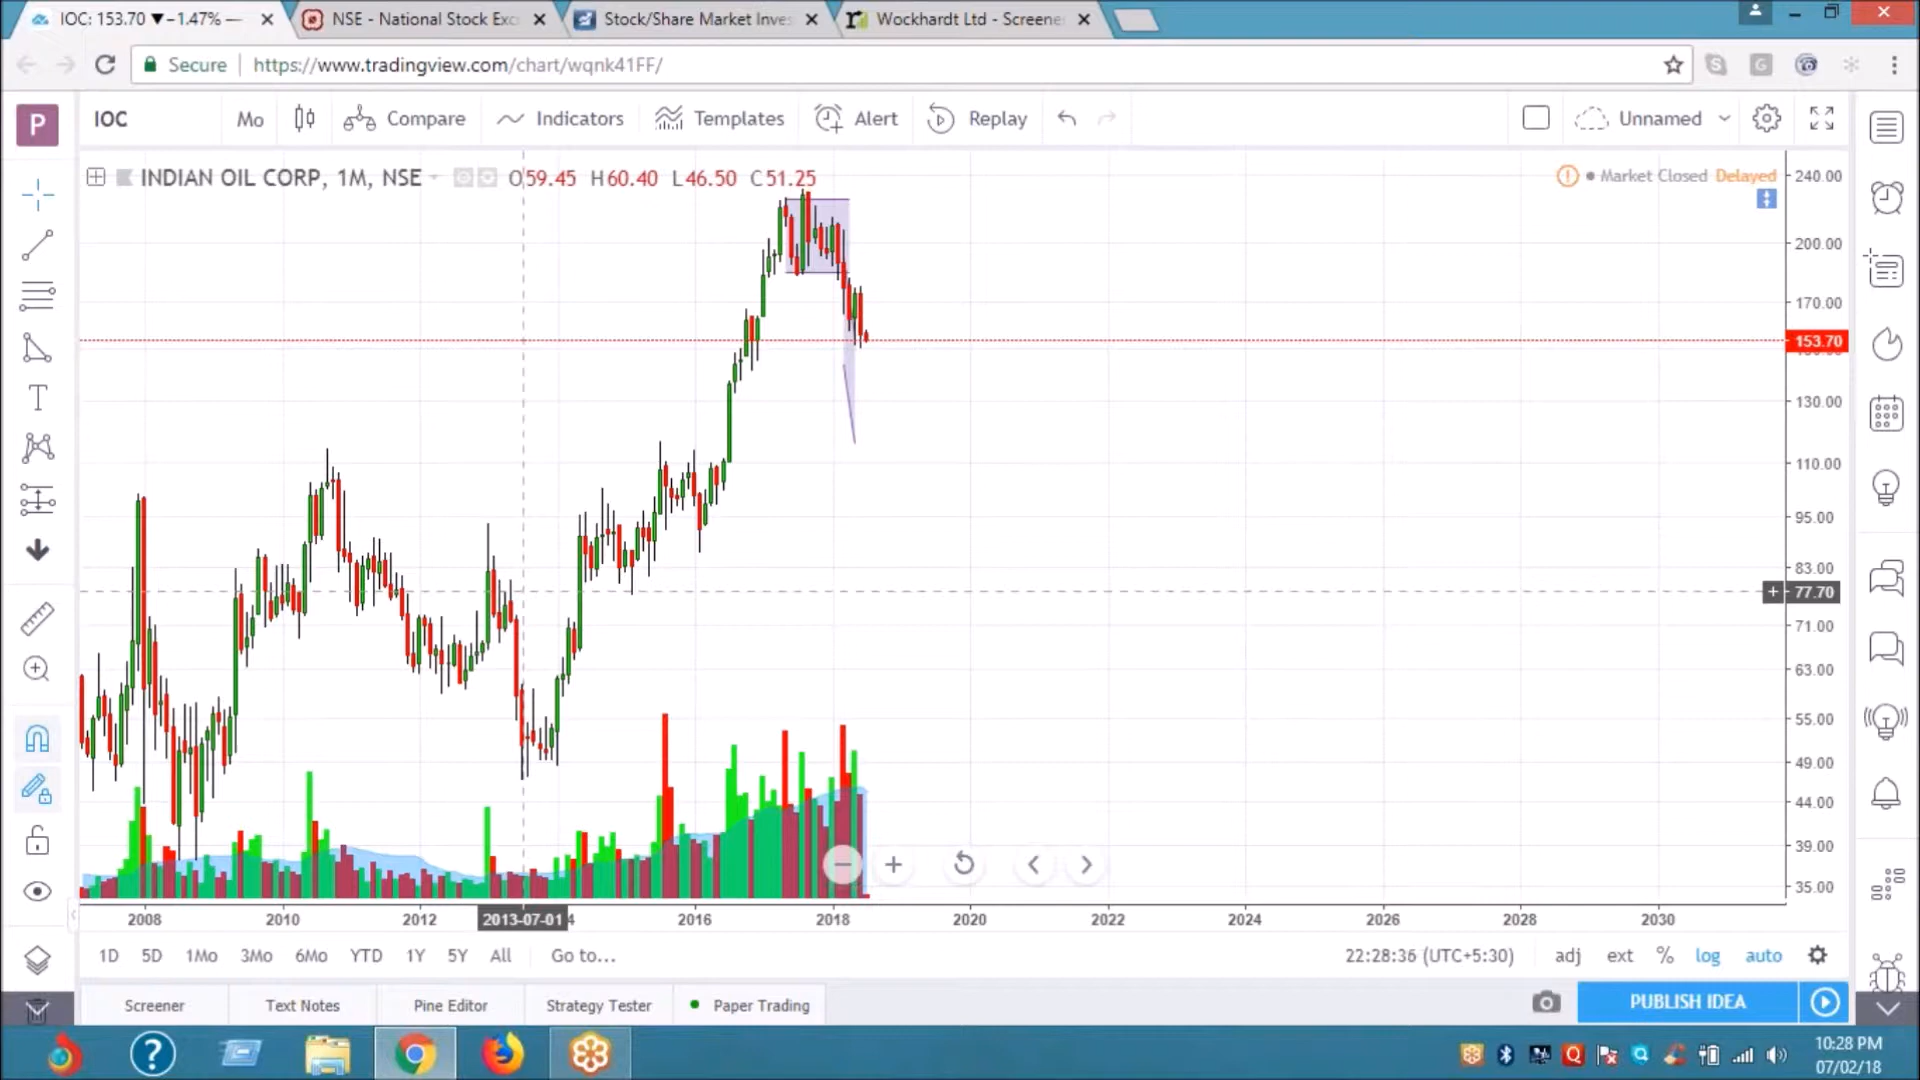 IOC: 153.70 ▼−1.47% —
NSE - National Stock Exc
Stock/Share Market Inves
Wockhardt Ltd - Screene
Secure
https://www.tradingview.com/chart/wqnk41FF/
P
IOC
Mo
Compare
Indicators
Templates
Alert
Replay
Unnamed
INDIAN OIL CORP, 1M, NSE
O59.45 H60.40 L46.50 C51.25
Market Closed Delayed
240.00
200.00
170.00
153.70
130.00
110.00
95.00
83.00
77.70
71.00
63.00
55.00
49.00
44.00
39.00
35.00
2008
2010
2012
2013-07-01
2016
2018
2020
2022
2024
2026
2028
2030
1D 5D 1Mo 3Mo 6Mo YTD 1Y 5Y All Go to...
22:28:36 (UTC+5:30) adj ext % log auto
Screener
Text Notes
Pine Editor
Strategy Tester
Paper Trading
PUBLISH IDEA
10:28 PM
07/02/18